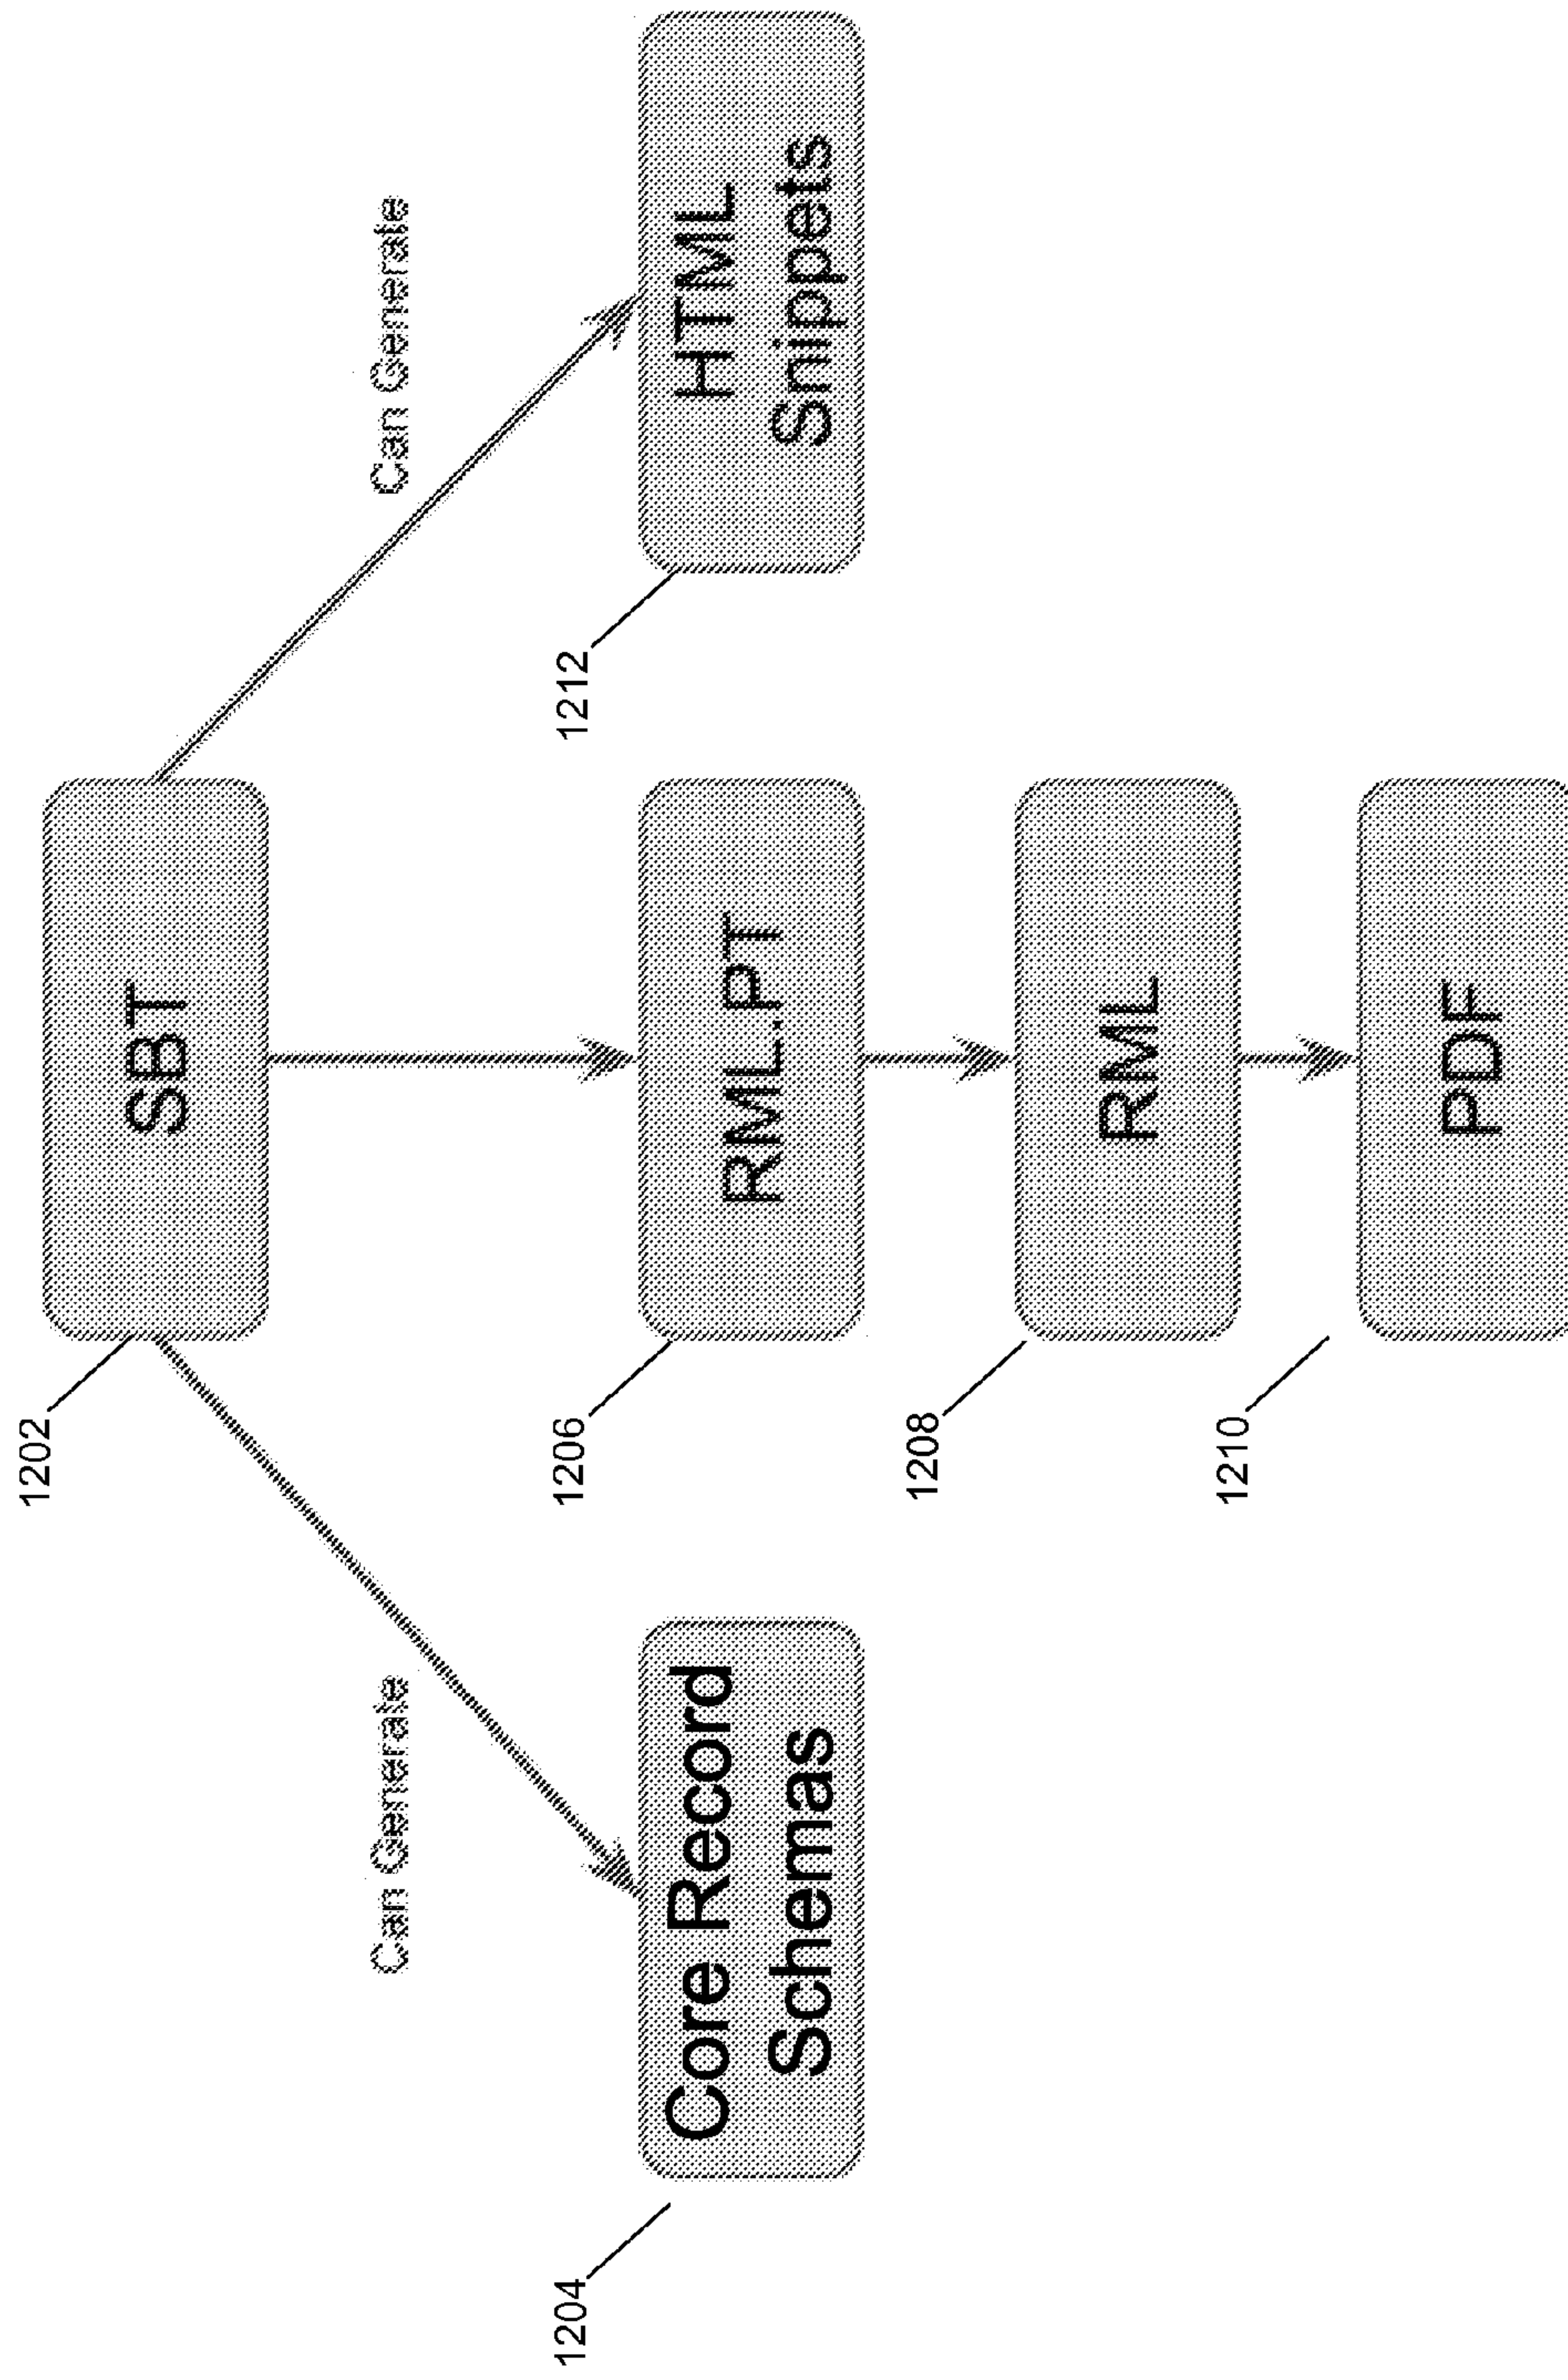 1202
SBT
Can Generate
Can Generate
1204
Core Record
Schemas
1206
RML.PT
1212
HTML
Snippets
1208
RML
1210
PDF